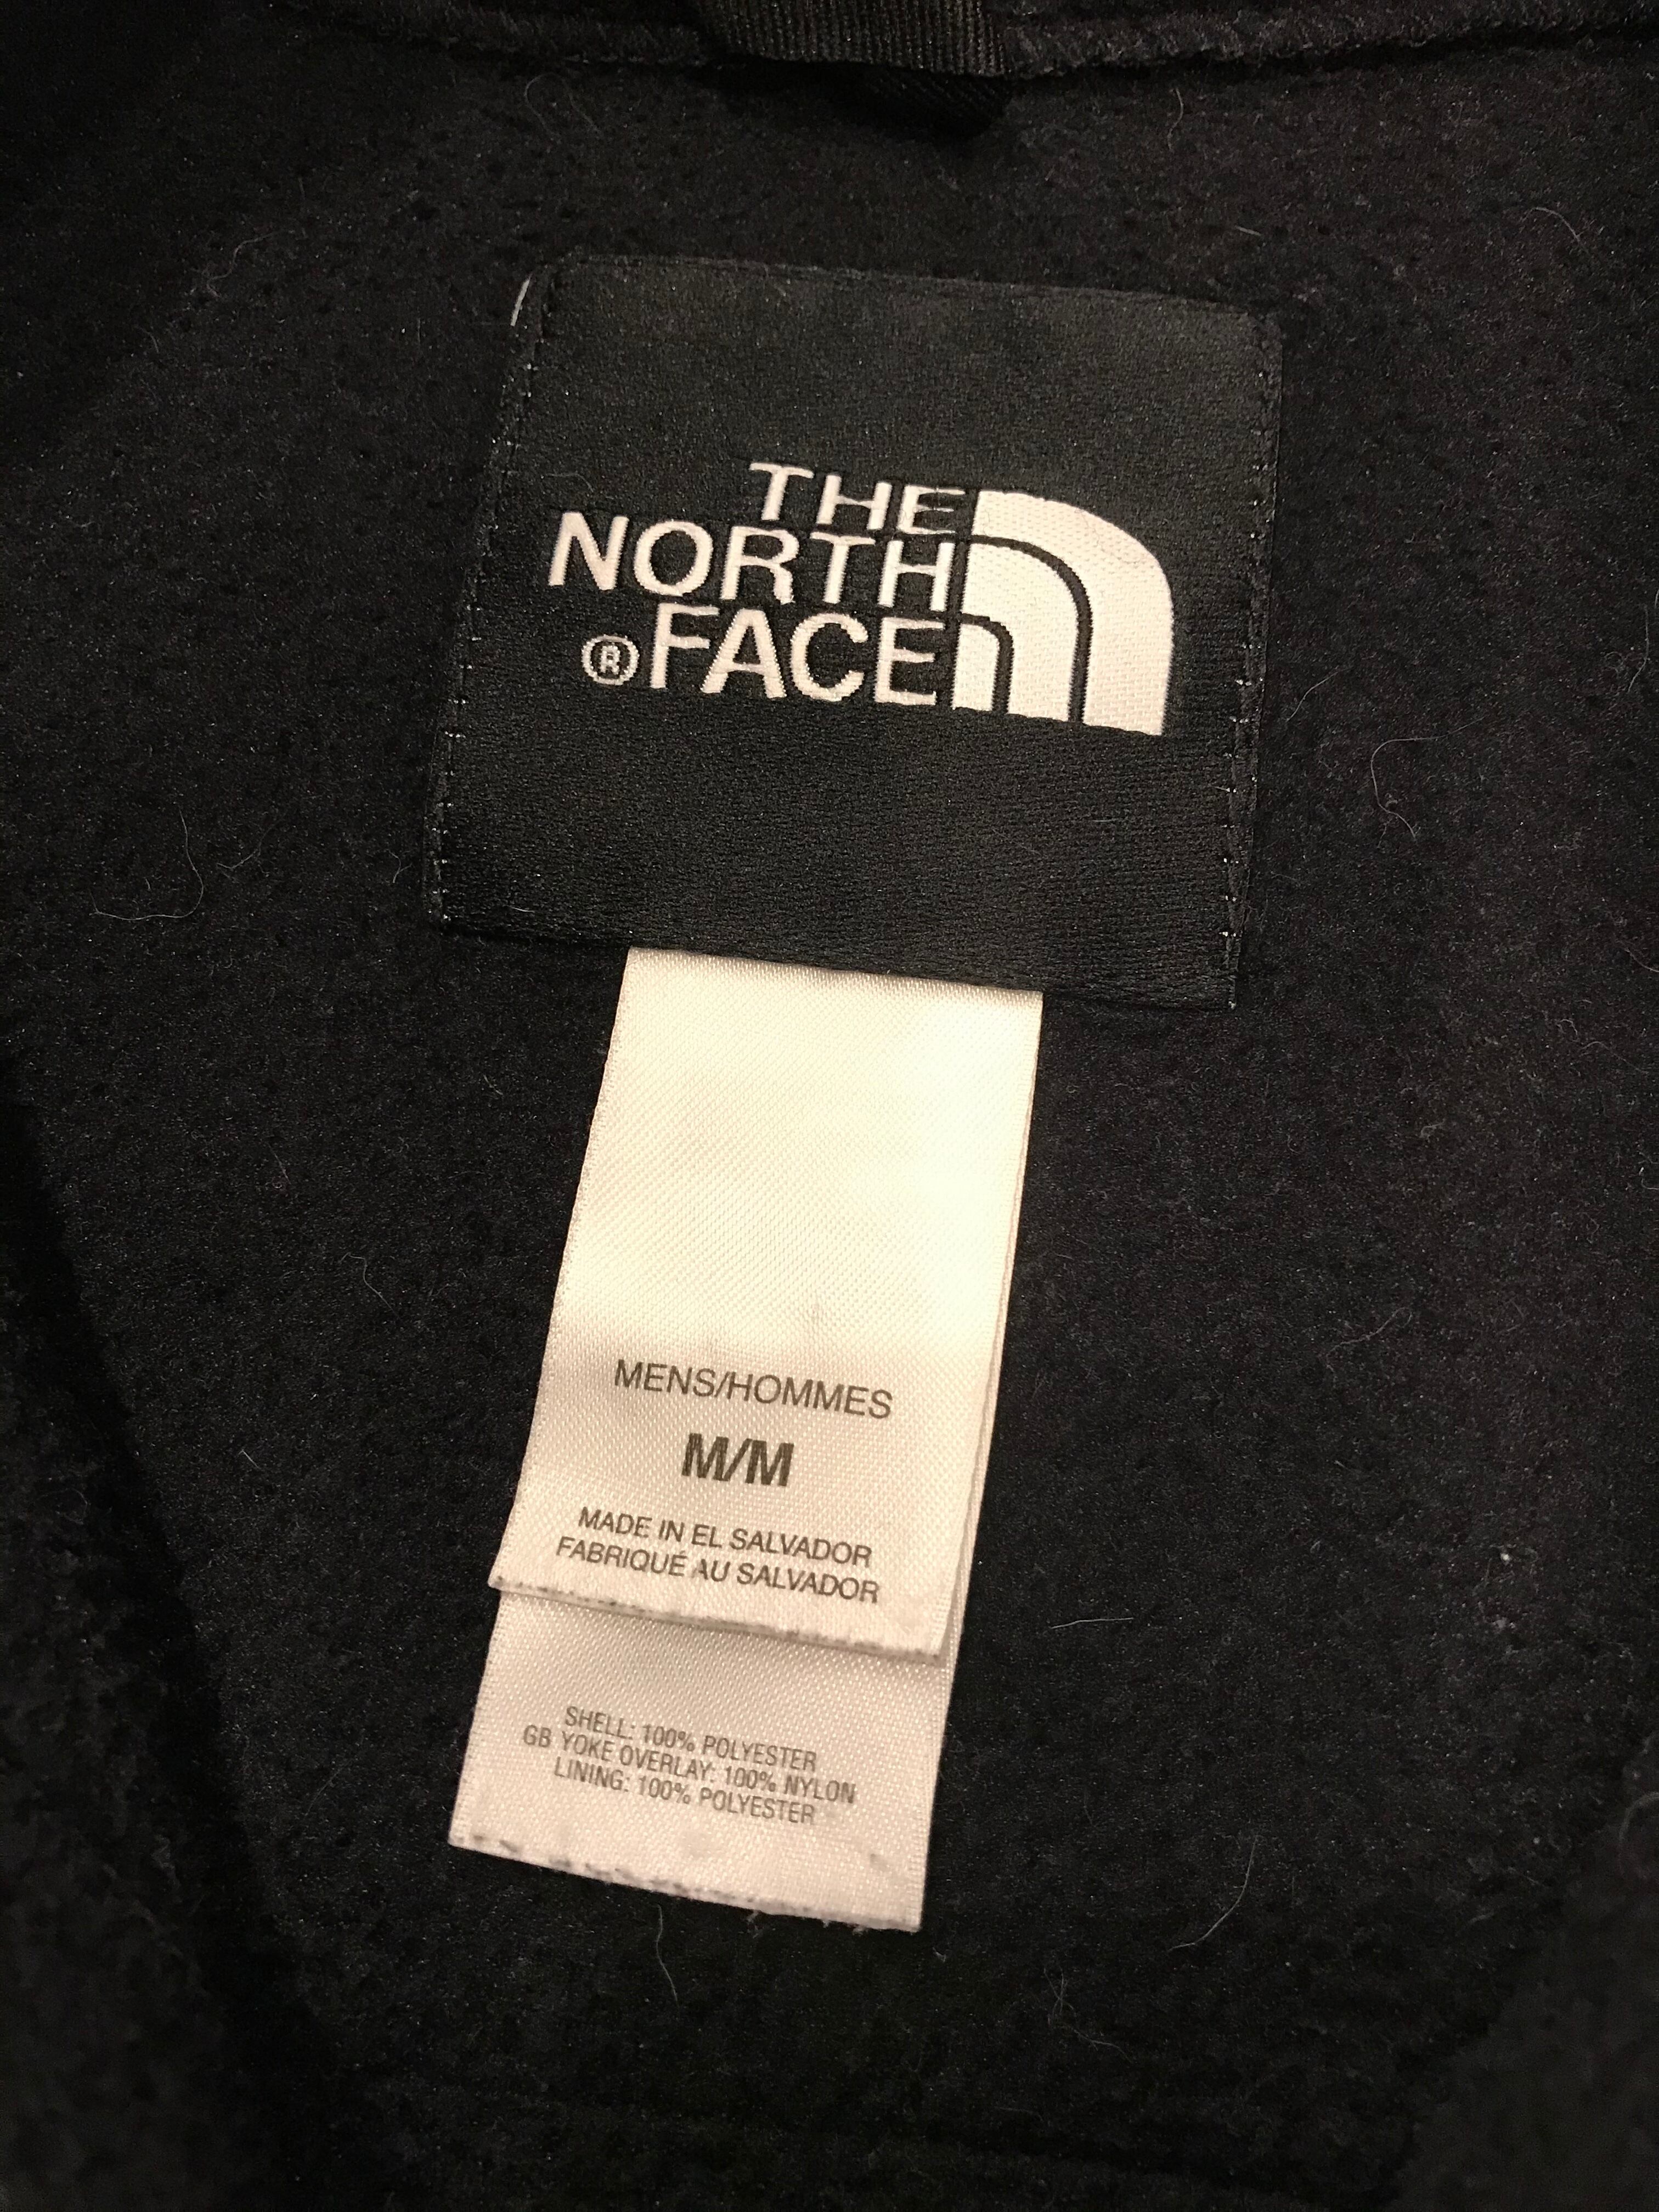 THE
NORTH
®FACE
MENS/HOMMES
M/M
MADE IN EL SALVADOR
FABRIQUÉ AU SALVADOR
SHELL: 100% POLYESTER
GB YOKE OVERLAY: 100% NYLON
LINING: 100% POLYESTER